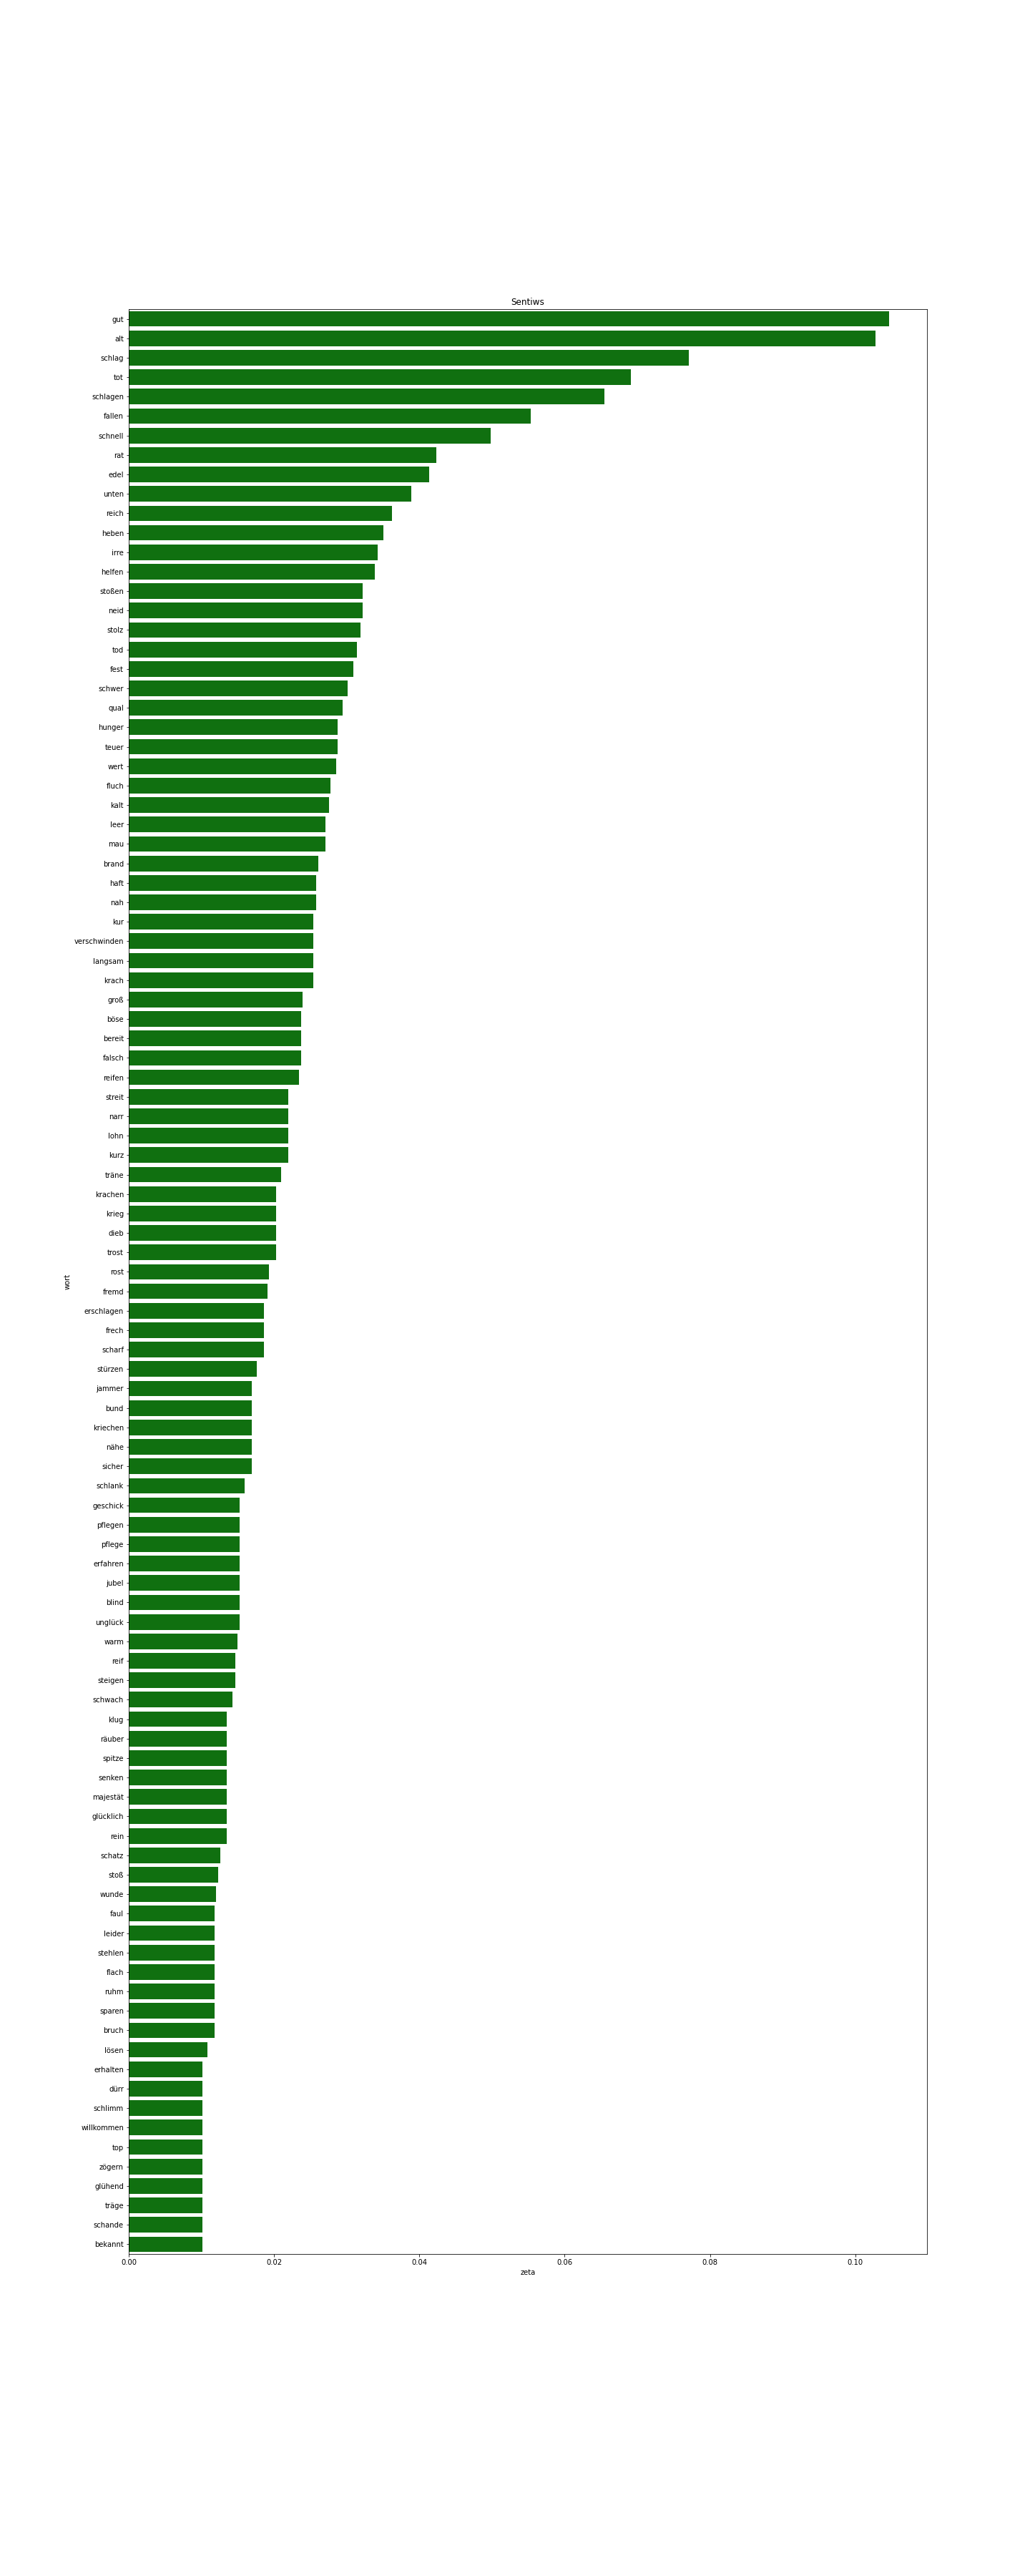 Sentiws
gut
alt
schlag
tot
schlagen
fallen
schnell
rat
edel
unten
reich
heben
irre
helfen
stoßen
neid
stolz
tod
fest
schwer
qual
hunger
teuer
wert
fluch
kalt
leer
mau
brand
haft
nah
kur
verschwinden
langsam
krach
groß
böse
bereit
falsch
reifen
streit
narr
lohn
kurz
träne
krachen
krieg
dieb
trost
rost
fremd
erschlagen
frech
scharf
stürzen
jammer
bund
kriechen
nähe
sicher
schlank
geschick
pflegen
pflege
erfahren
jubel
blind
unglück
warm
reif
steigen
schwach
klug
räuber
spitze
senken
majestät
glücklich
rein
schatz
stoß
wunde
faul
leider
stehlen
flach
ruhm
sparen
bruch
lösen
erhalten
dürr
schlimm
willkommen
top
zögern
glühend
träge
schande
bekannt
wort
0.00 0.02 0.04 0.06 0.08 0.10
zeta